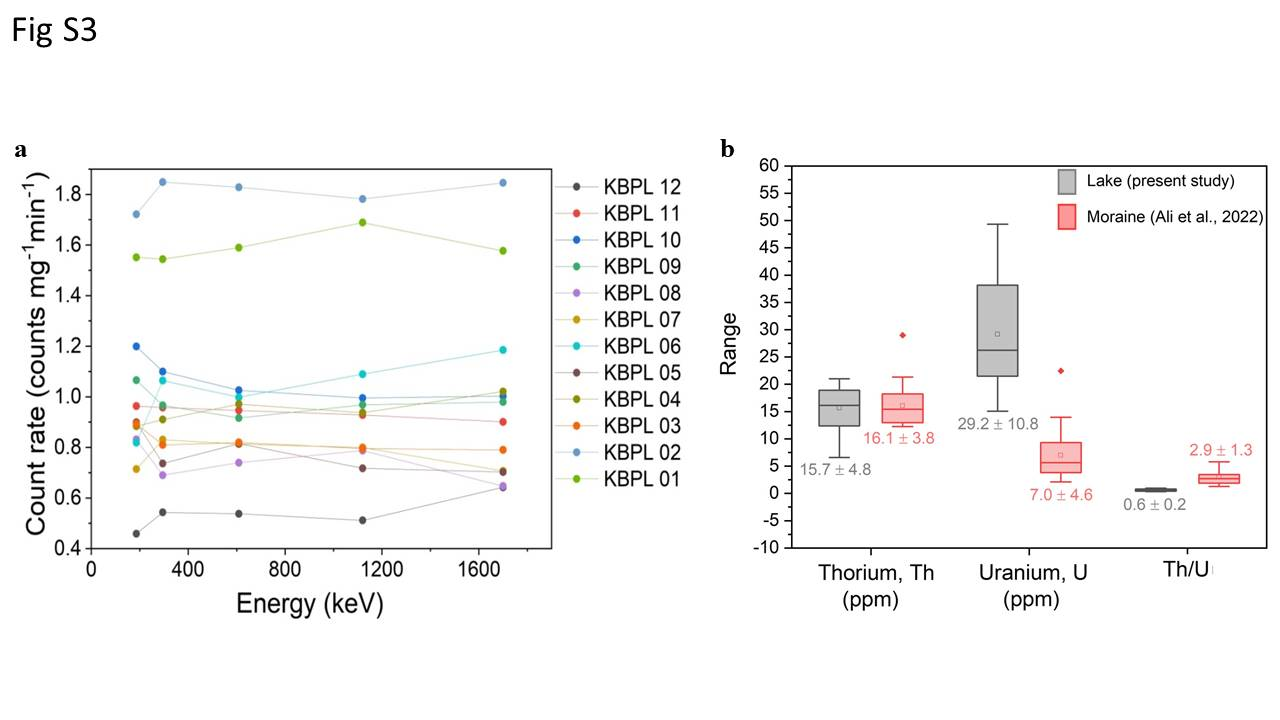 Fig S3
a
Count rate (counts mg⁻¹min⁻¹)
1.8
1.6
1.4
1.2
1.0
0.8
0.6
0.4
0 400 800 1200 1600
Energy (keV)
KBPL 12
KBPL 11
KBPL 10
KBPL 09
KBPL 08
KBPL 07
KBPL 06
KBPL 05
KBPL 04
KBPL 03
KBPL 02
KBPL 01
b
Range
60
55
50
45
40
35
30
25
20
15
10
5
0
-5
-10
Lake (present study)
Moraine (Ali et al., 2022)
15.7 ± 4.8
16.1 ± 3.8
29.2 ± 10.8
7.0 ± 4.6
0.6 ± 0.2
2.9 ± 1.3
Thorium, Th
(ppm)
Uranium, U
(ppm)
Th/U